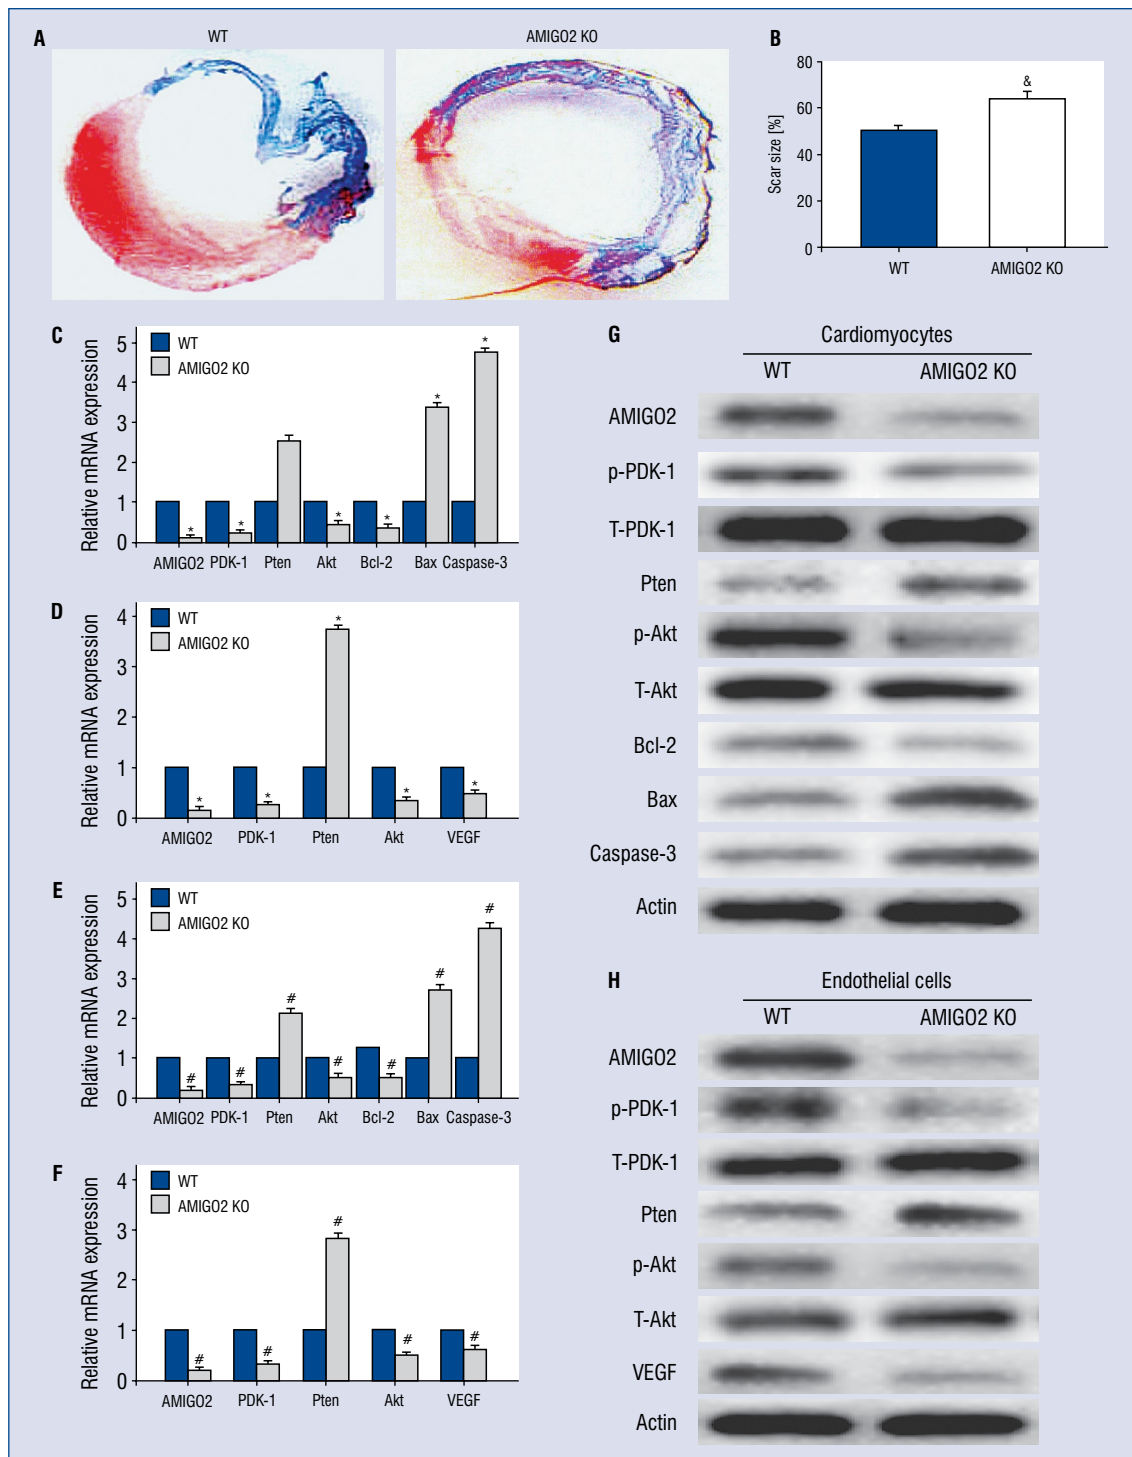 A
WT
AMIGO2 KO
B
80
60
40
20
0
Scar size [%]
&
WT
AMIGO2 KO
C
5
4
3
2
1
0
Relative mRNA expression
WT
AMIGO2 KO
* * * * * *
AMIGO2 PDK-1 Pten Akt Bcl-2 Bax Caspase-3
D
4
3
2
1
0
Relative mRNA expression
WT
AMIGO2 KO
* * * * *
AMIGO2 PDK-1 Pten Akt VEGF
E
5
4
3
2
1
0
Relative mRNA expression
WT
AMIGO2 KO
# # # # # # #
AMIGO2 PDK-1 Pten Akt Bcl-2 Bax Caspase-3
F
4
3
2
1
0
Relative mRNA expression
WT
AMIGO2 KO
# # # # #
AMIGO2 PDK-1 Pten Akt VEGF
G
Cardiomyocytes
WT AMIGO2 KO
AMIGO2
p-PDK-1
T-PDK-1
Pten
p-Akt
T-Akt
Bcl-2
Bax
Caspase-3
Actin
H
Endothelial cells
WT AMIGO2 KO
AMIGO2
p-PDK-1
T-PDK-1
Pten
p-Akt
T-Akt
VEGF
Actin